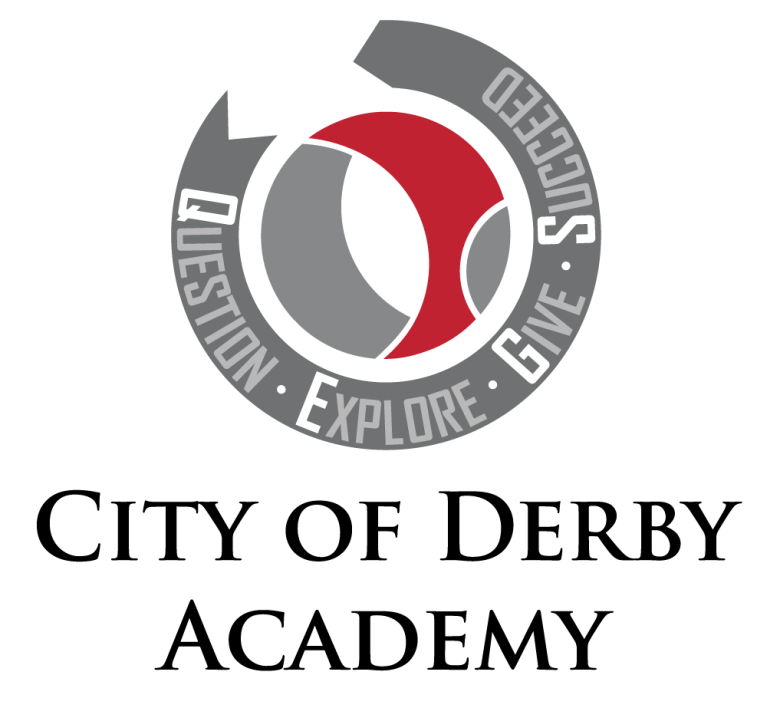 QUESTION · EXPLORE · GIVE · SUCCEED
CITY OF DERBY
ACADEMY